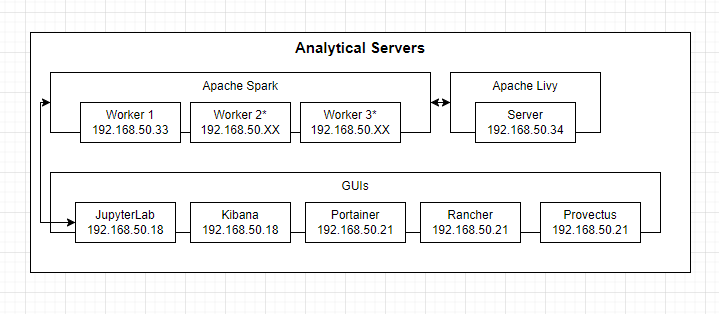 Analytical Servers
Apache Spark
Apache Livy
Worker 1
192.168.50.33
Worker 2*
192.168.50.XX
Worker 3*
192.168.50.XX
Server
192.168.50.34
GUIs
JupyterLab
192.168.50.18
Kibana
192.168.50.18
Portainer
192.168.50.21
Rancher
192.168.50.21
Provectus
192.168.50.21